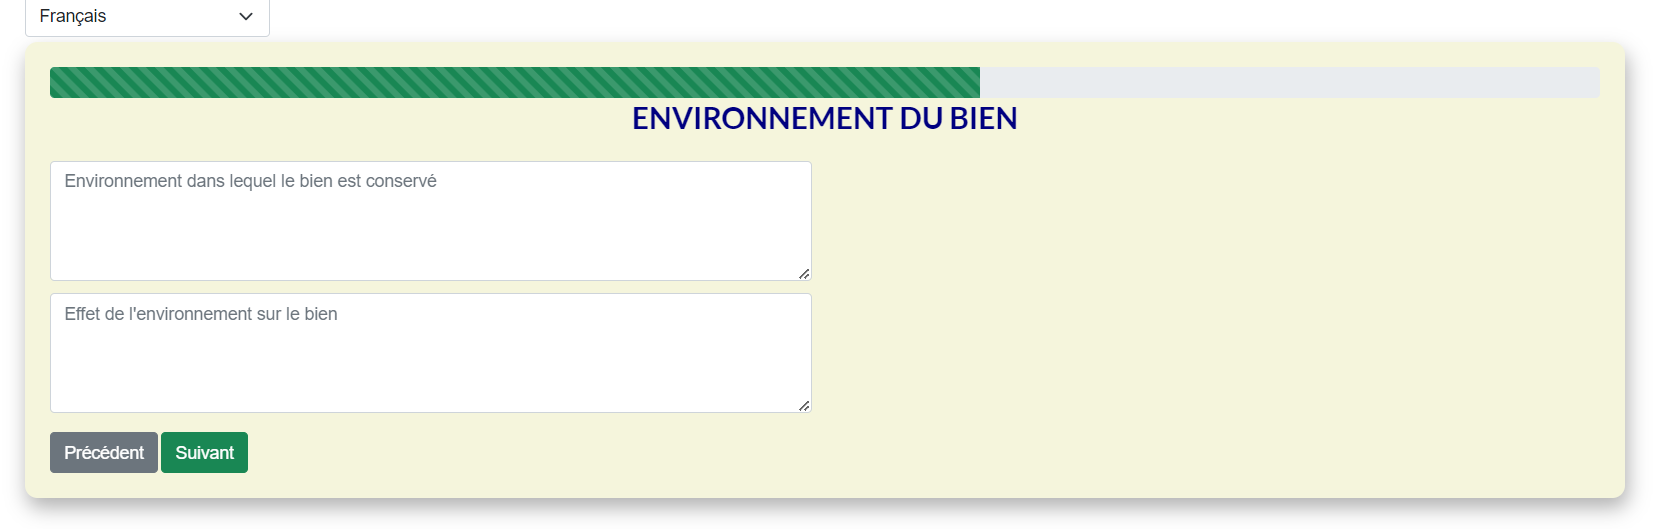 Français
ENVIRONNEMENT DU BIEN
Environnement dans lequel le bien est conservé
Effet de l'environnement sur le bien
Précédent Suivant